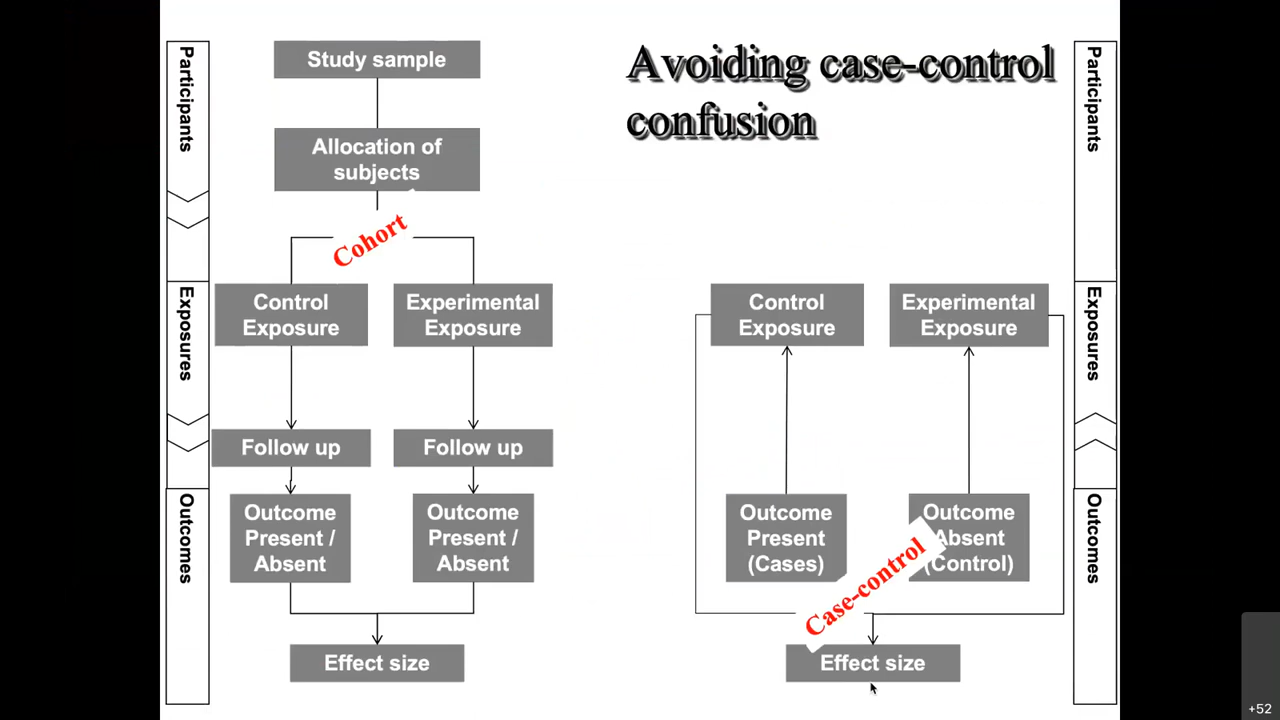 Avoiding case-control
confusion
Participants
Exposures
Outcomes
Study sample
Allocation of
subjects
Cohort
Control
Exposure
Experimental
Exposure
Follow up
Follow up
Outcome
Present /
Absent
Outcome
Present /
Absent
Effect size
Control
Exposure
Experimental
Exposure
Outcome
Present
(Cases)
Outcome
Absent
(Control)
Case-control
Effect size
Participants
Exposures
Outcomes
+52